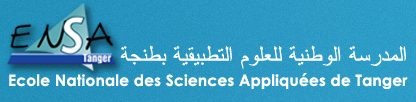 ENSA
Tanger
المدرسة الوطنية للعلوم التطبيقية بطنجة
Ecole Nationale des Sciences Appliquées de Tanger